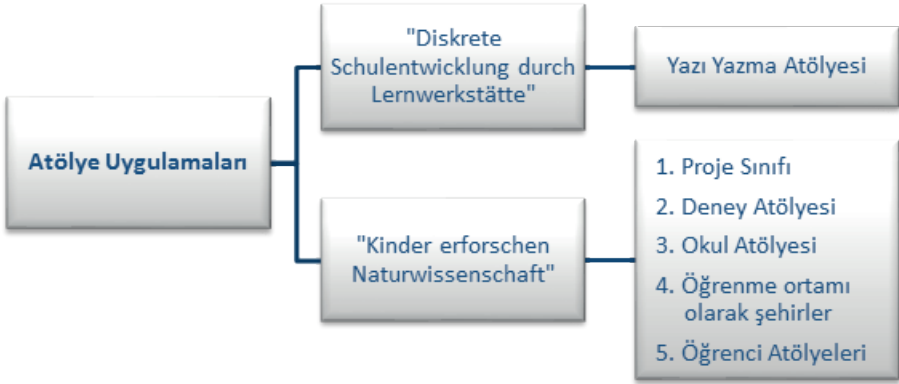 Atölye Uygulamaları
"Diskrete
Schulentwicklung durch
Lernwerkstätte"
Yazı Yazma Atölyesi
"Kinder erforschen
Naturwissenschaft"
1. Proje Sınıfı
2. Deney Atölyesi
3. Okul Atölyesi
4. Öğrenme ortamı
olarak şehirler
5. Öğrenci Atölyeleri